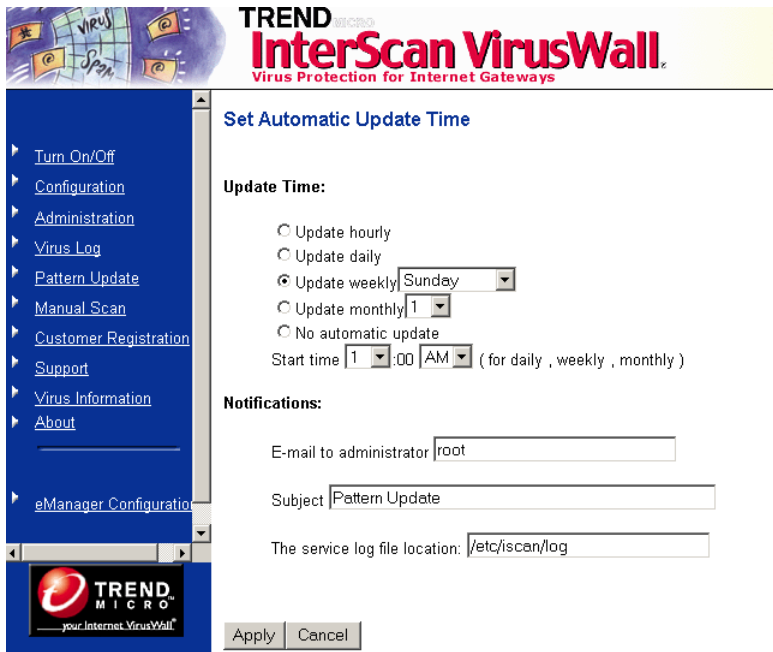 VIRUS
Spam
TREND
MICRO
InterScan VirusWall
Virus Protection for Internet Gateways
Turn On/Off
Configuration
Administration
Virus Log
Pattern Update
Manual Scan
Customer Registration
Support
Virus Information
About
eManager Configuratio
TREND
MICRO
your Internet VirusWall
Set Automatic Update Time
Update Time:
Update hourly
Update daily
Update weekly Sunday
Update monthly 1
No automatic update
Start time 1 :00 AM ( for daily , weekly , monthly )
Notifications:
E-mail to administrator root
Subject Pattern Update
The service log file location: /etc/iscan/log
Apply Cancel